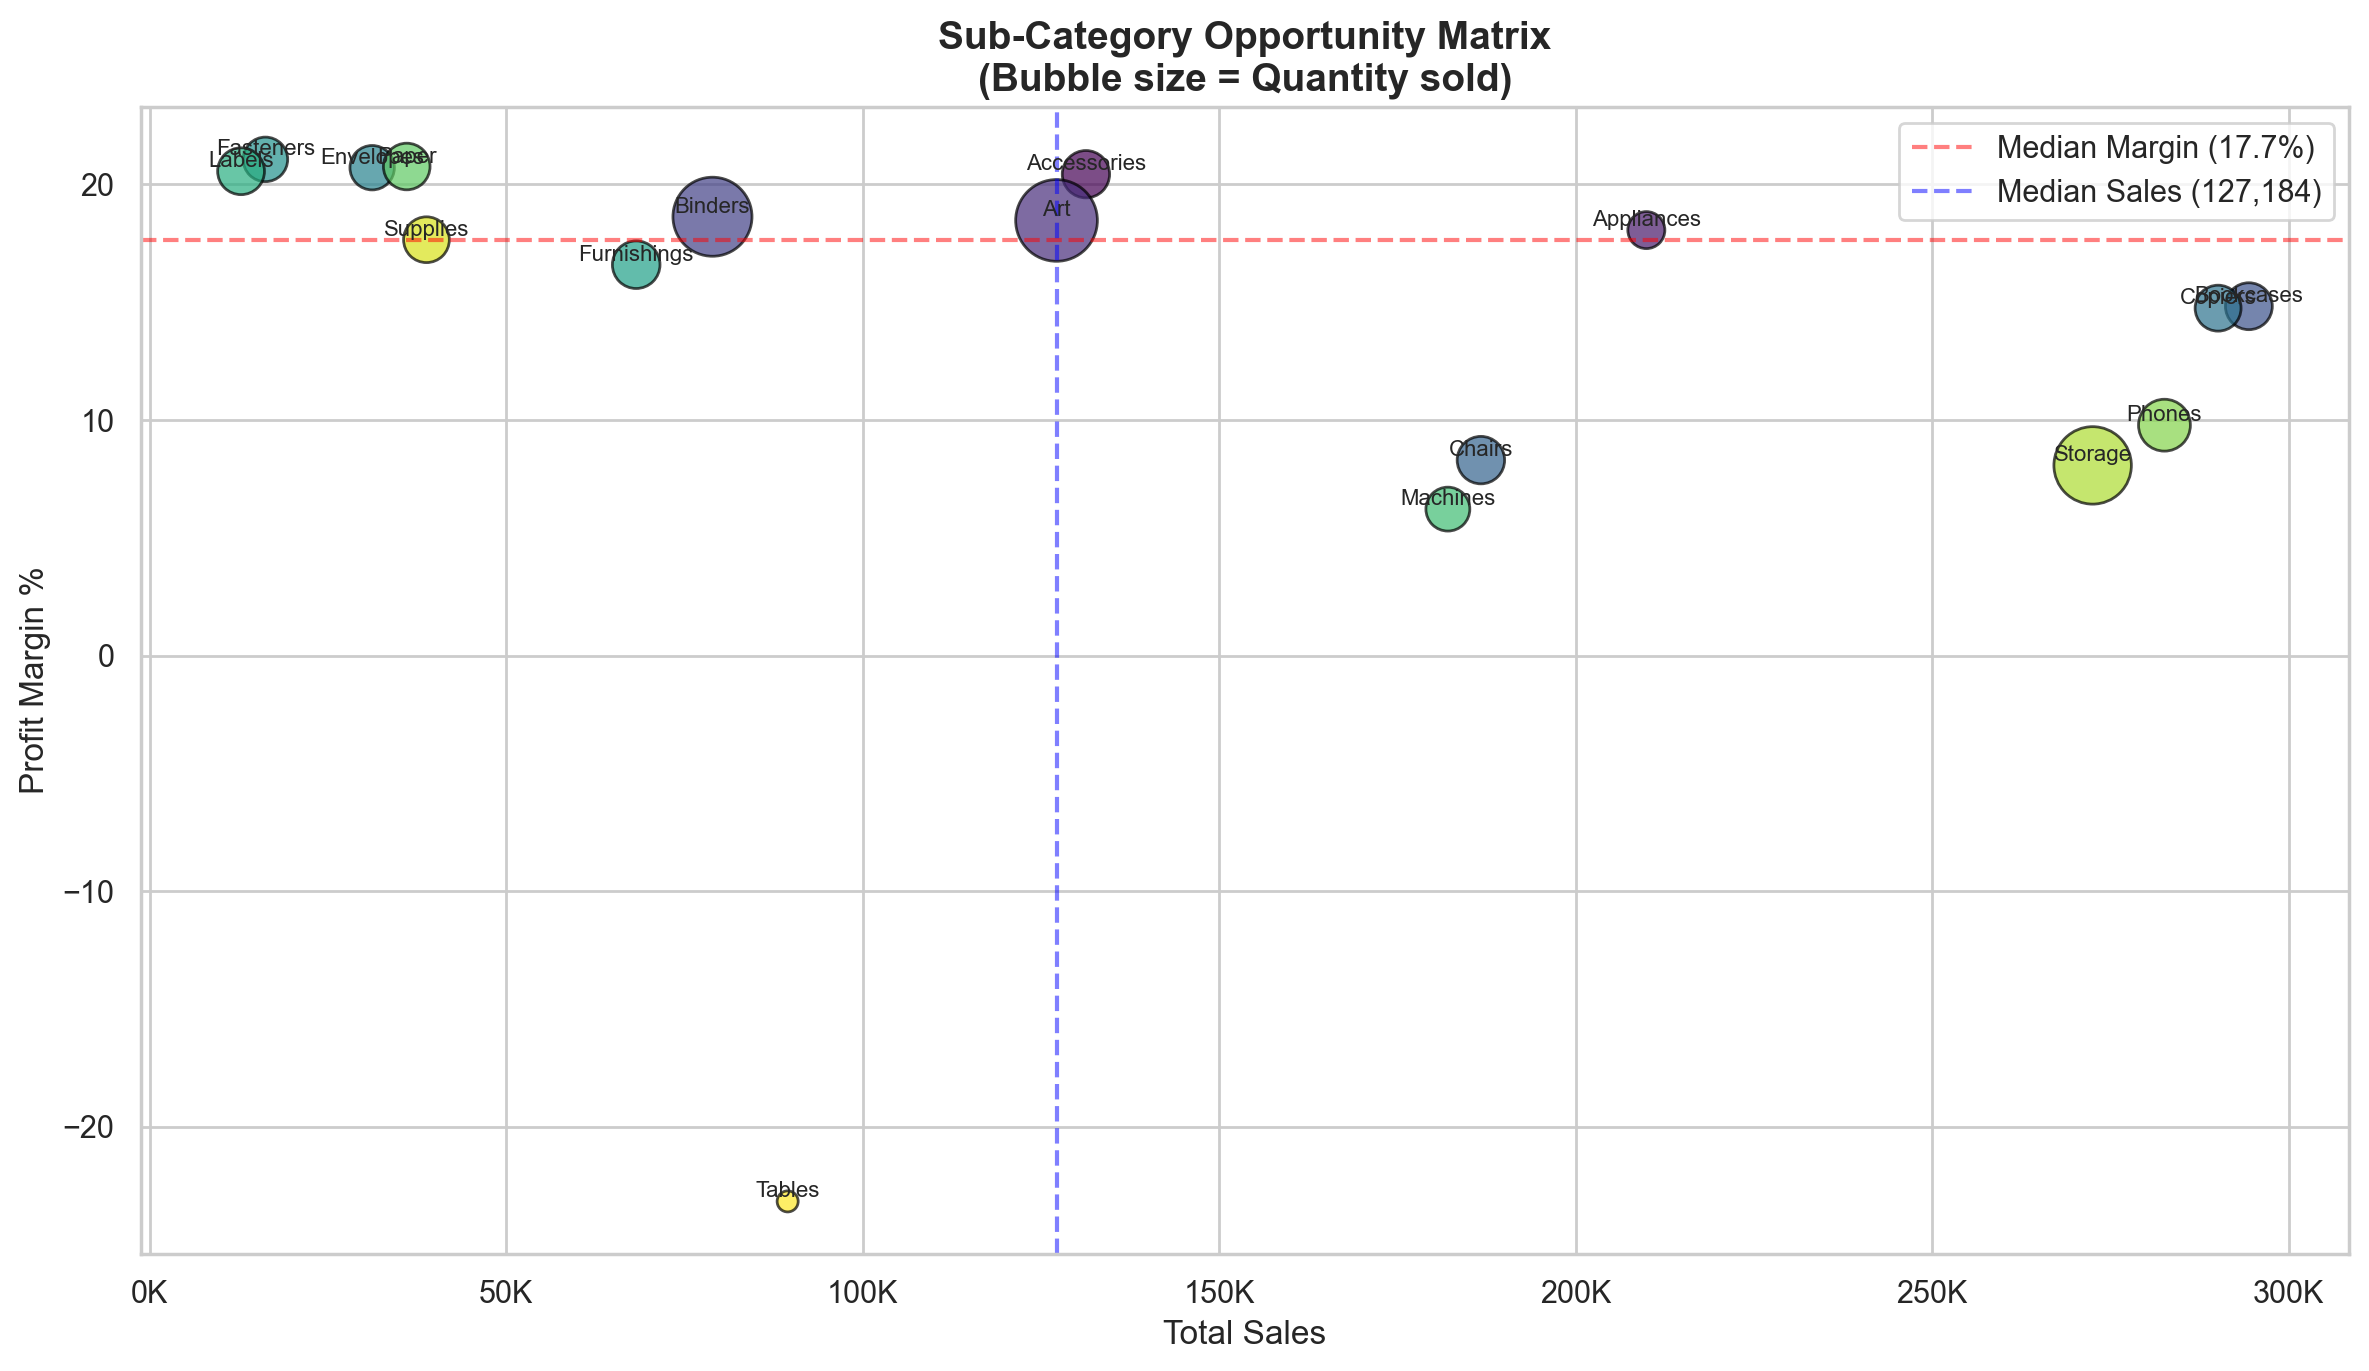 Sub-Category Opportunity Matrix
(Bubble size = Quantity sold)
Median Margin (17.7%)
Median Sales (127,184)
Profit Margin %
20
10
0
−10
−20
Fasteners
Labels
Envelopes
Paper
Supplies
Binders
Furnishings
Accessories
Art
Appliances
Copiers
Bookcases
Phones
Storage
Chairs
Machines
Tables
0K
50K
100K
150K
200K
250K
300K
Total Sales